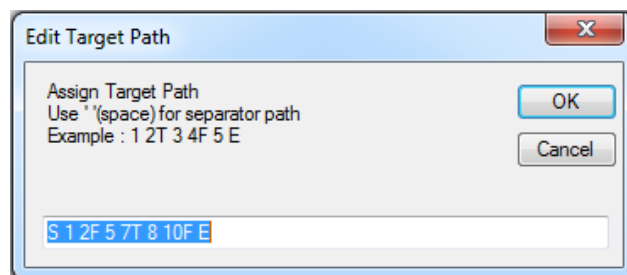 Edit Target Path
Assign Target Path
Use ' '(space) for separator path
Example : 1 2T 3 4F 5 E
OK
Cancel
S 1 2F 5 7T 8 10F E